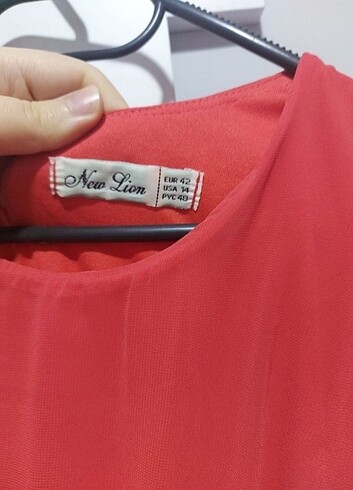 New Lion
EUR 42
USA 14
РУС 48